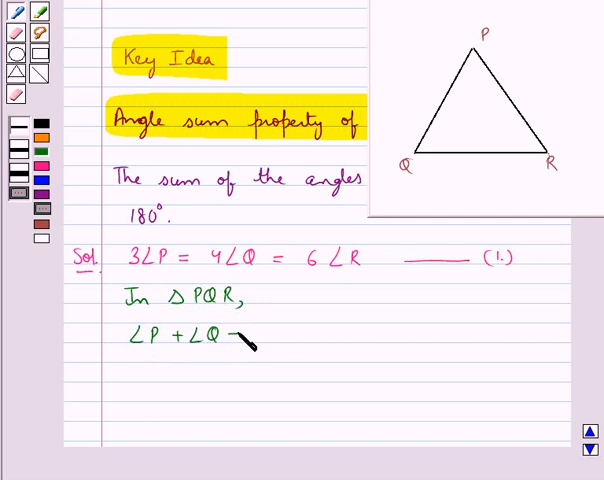 Key Idea
Angle sum property of
The sum of the angles
180°.
Sol. 3∠P = 4∠Q = 6 ∠R ——— (1.)
In △ PQR,
∠P + ∠Q -
P
Q
R